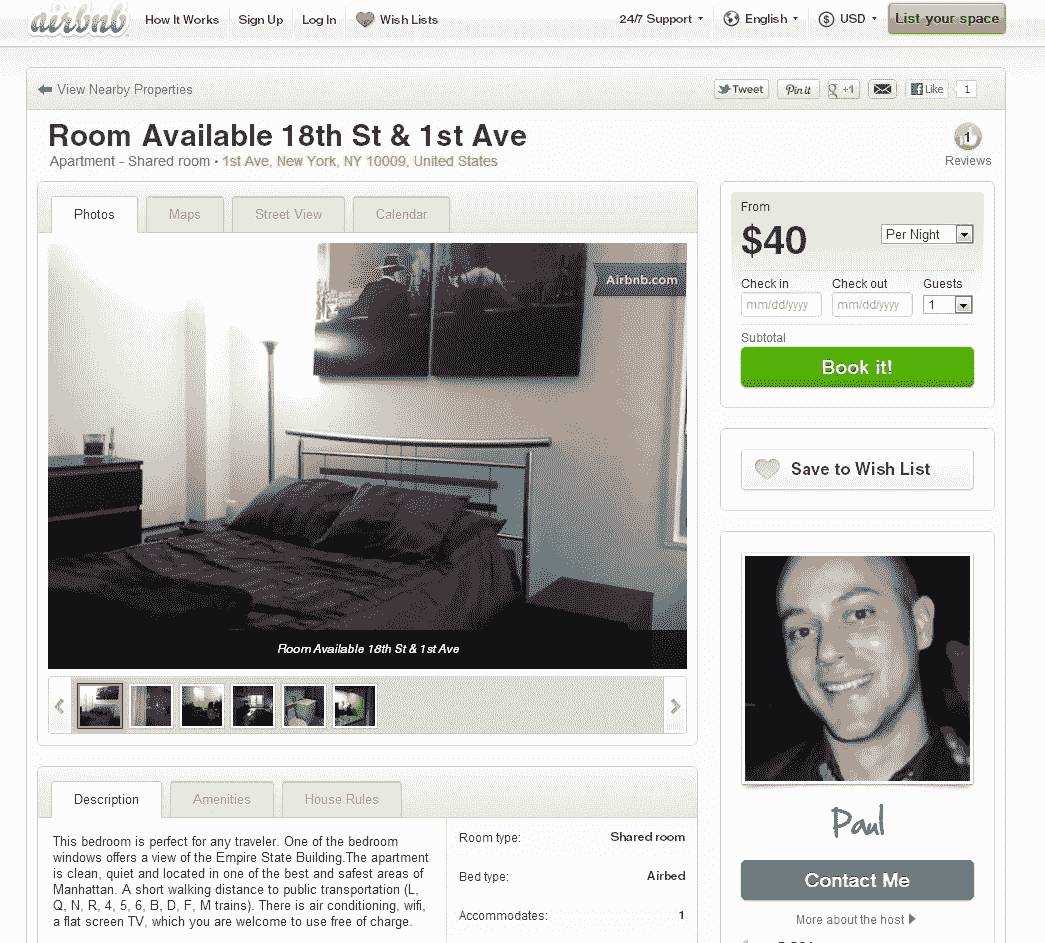 airbnb How It Works Sign Up Log In Wish Lists 24/7 Support English $ USD List your space
View Nearby Properties Tweet Pin it g +1 Like 1
Room Available 18th St & 1st Ave
Apartment - Shared room · 1st Ave, New York, NY 10009, United States
1
Reviews
Photos Maps Street View Calendar
Airbnb.com
Room Available 18th St & 1st Ave
From
$40 Per Night
Check in Check out Guests
mm/dd/yyyy mm/dd/yyyy 1
Subtotal
Book it!
Save to Wish List
Paul
Contact Me
More about the host
Description Amenities House Rules
This bedroom is perfect for any traveler. One of the bedroom
windows offers a view of the Empire State Building.The apartment
is clean, quiet and located in one of the best and safest areas of
Manhattan. A short walking distance to public transportation (L,
Q, N, R, 4, 5, 6, B, D, F, M trains). There is air conditioning, wifi,
a flat screen TV, which you are welcome to use free of charge.
Room type: Shared room
Bed type: Airbed
Accommodates: 1